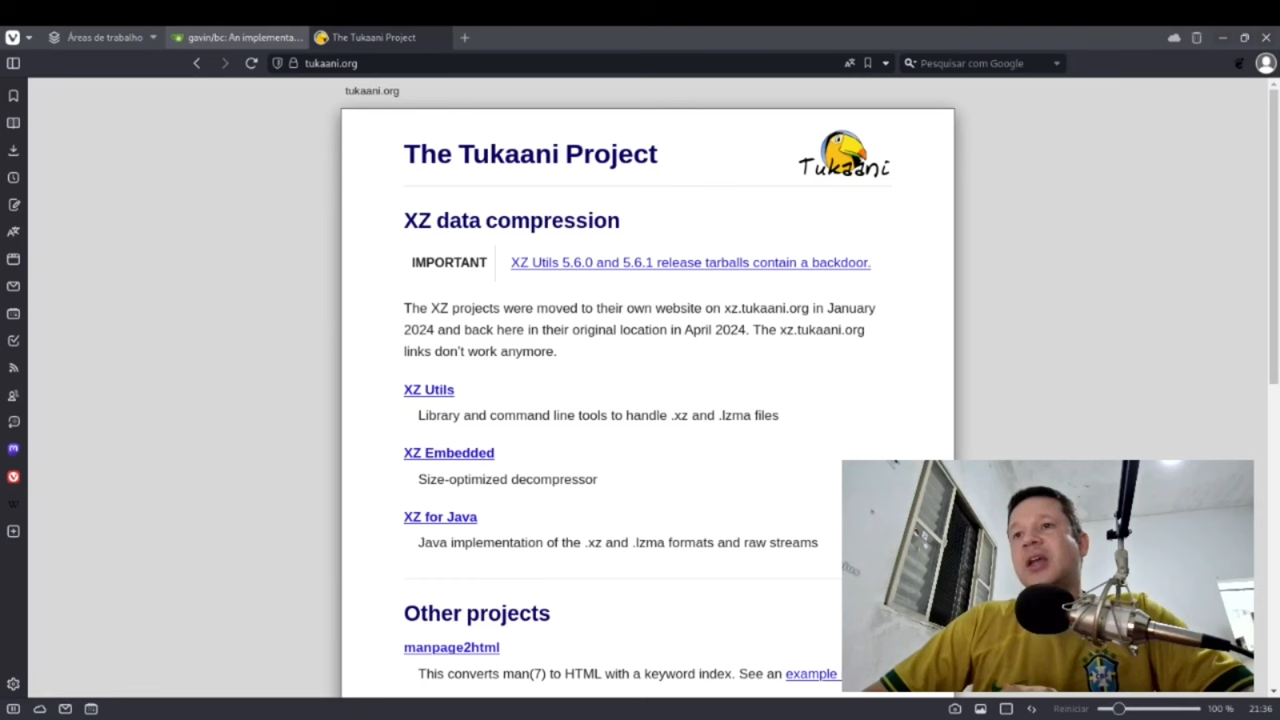 Áreas de trabalho
gavin/bc: An implementa...
The Tukaani Project
tukaani.org
Pesquisar com Google
tukaani.org
The Tukaani Project
Tukaani
XZ data compression
IMPORTANT
XZ Utils 5.6.0 and 5.6.1 release tarballs contain a backdoor.
The XZ projects were moved to their own website on xz.tukaani.org in January
2024 and back here in their original location in April 2024. The xz.tukaani.org
links don't work anymore.
XZ Utils
Library and command line tools to handle .xz and .lzma files
XZ Embedded
Size-optimized decompressor
XZ for Java
Java implementation of the .xz and .lzma formats and raw streams
Other projects
manpage2html
This converts man(7) to HTML with a keyword index. See an example
Reiniciar
100 %
21:36